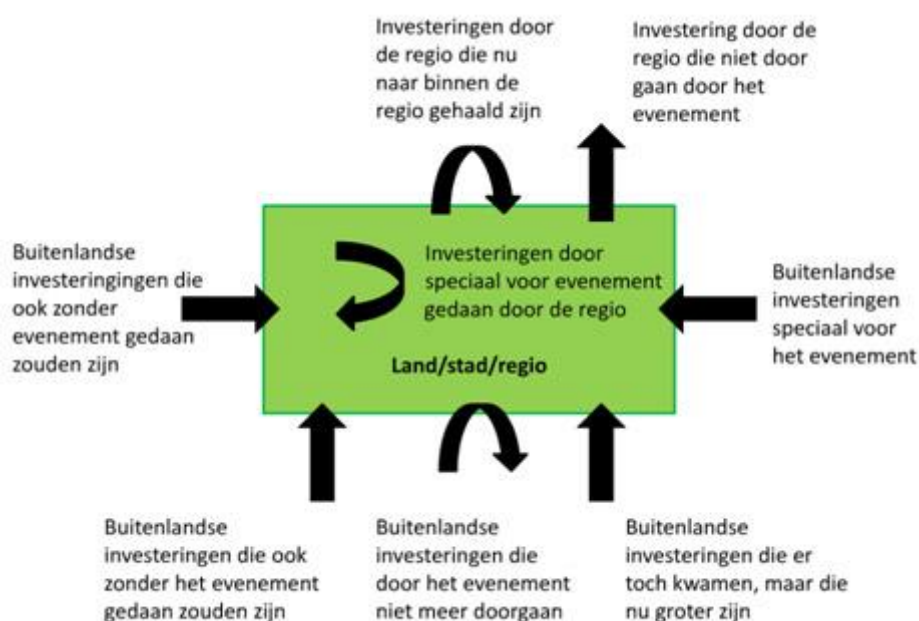 Investeringen door
de regio die nu
naar binnen de
regio gehaald zijn
Investering door de
regio die niet door
gaan door het
evenement
Buitenlandse
investeringingen die
ook zonder
evenement gedaan
zouden zijn
Investeringen door
speciaal voor evenement
gedaan door de regio
Land/stad/regio
Buitenlandse
investeringen
speciaal voor
het evenement
Buitenlandse
investeringen die ook
zonder het evenement
gedaan zouden zijn
Buitenlandse
investeringen die
door het evenement
niet meer doorgaan
Buitenlandse
investeringen die er
toch kwamen, maar die
nu groter zijn